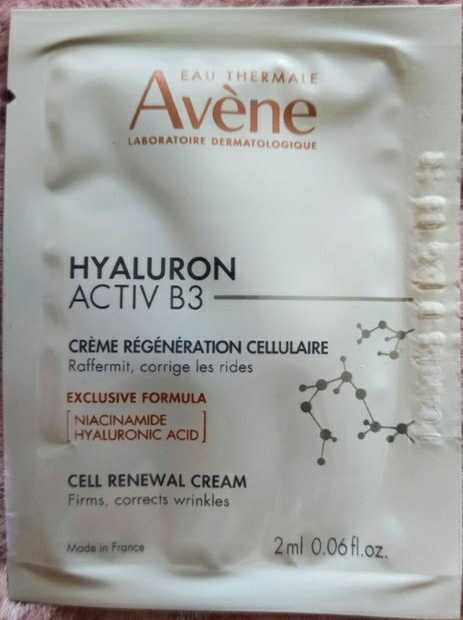 EAU THERMALE
Avène
LABORATOIRE DERMATOLOGIQUE
HYALURON
ACTIV B3
CRÈME RÉGÉNÉRATION CELLULAIRE
Raffermit, corrige les rides
EXCLUSIVE FORMULA
[NIACINAMIDE
HYALURONIC ACID]
CELL RENEWAL CREAM
Firms, corrects wrinkles
Made in France
2ml 0.06fl.oz.